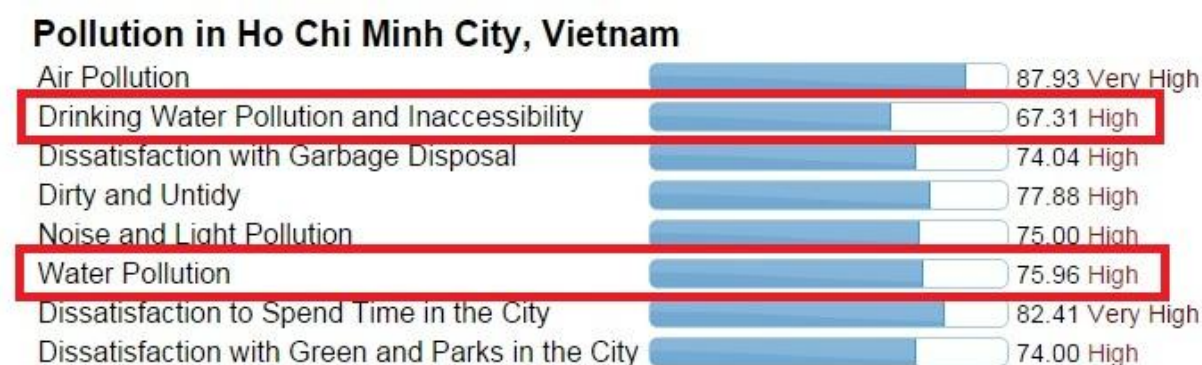 Pollution in Ho Chi Minh City, Vietnam
Air Pollution 87.93 Very High
Drinking Water Pollution and Inaccessibility 67.31 High
Dissatisfaction with Garbage Disposal 74.04 High
Dirty and Untidy 77.88 High
Noise and Light Pollution 75.00 High
Water Pollution 75.96 High
Dissatisfaction to Spend Time in the City 82.41 Very High
Dissatisfaction with Green and Parks in the City 74.00 High